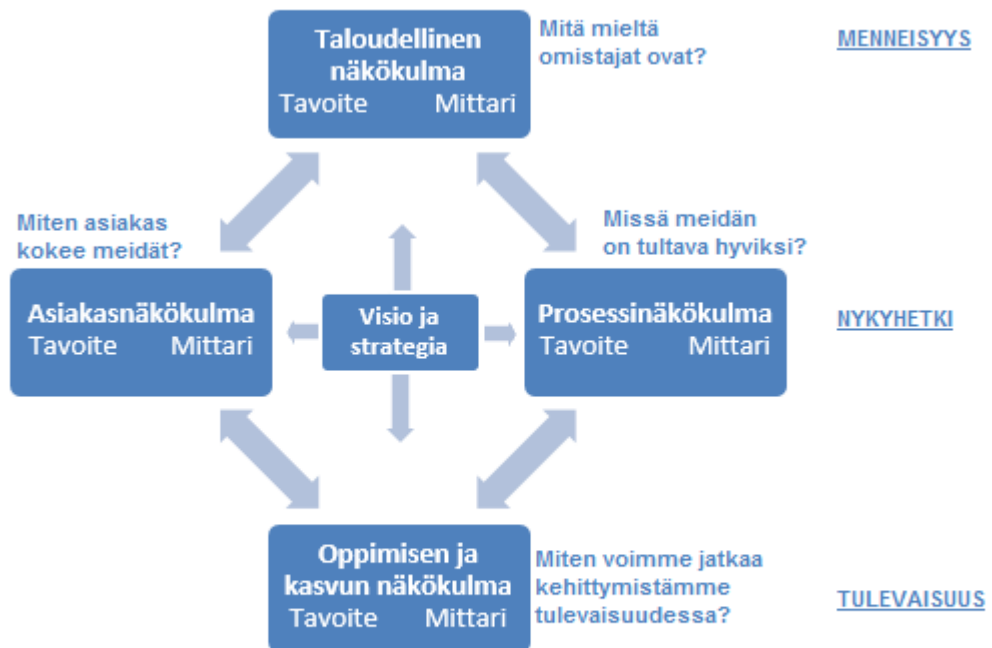 Taloudellinen
näkökulma
Tavoite Mittari
Mitä mieltä
omistajat ovat?
MENNEISYYS
Miten asiakas
kokee meidät?
Missä meidän
on tultava hyviksi?
Asiakasnäkökulma
Tavoite Mittari
Visio ja
strategia
Prosessinäkökulma
Tavoite Mittari
NYKYHETKI
Oppimisen ja
kasvun näkökulma
Tavoite Mittari
Miten voimme jatkaa
kehittymistämme
tulevaisuudessa?
TULEVAISUUS